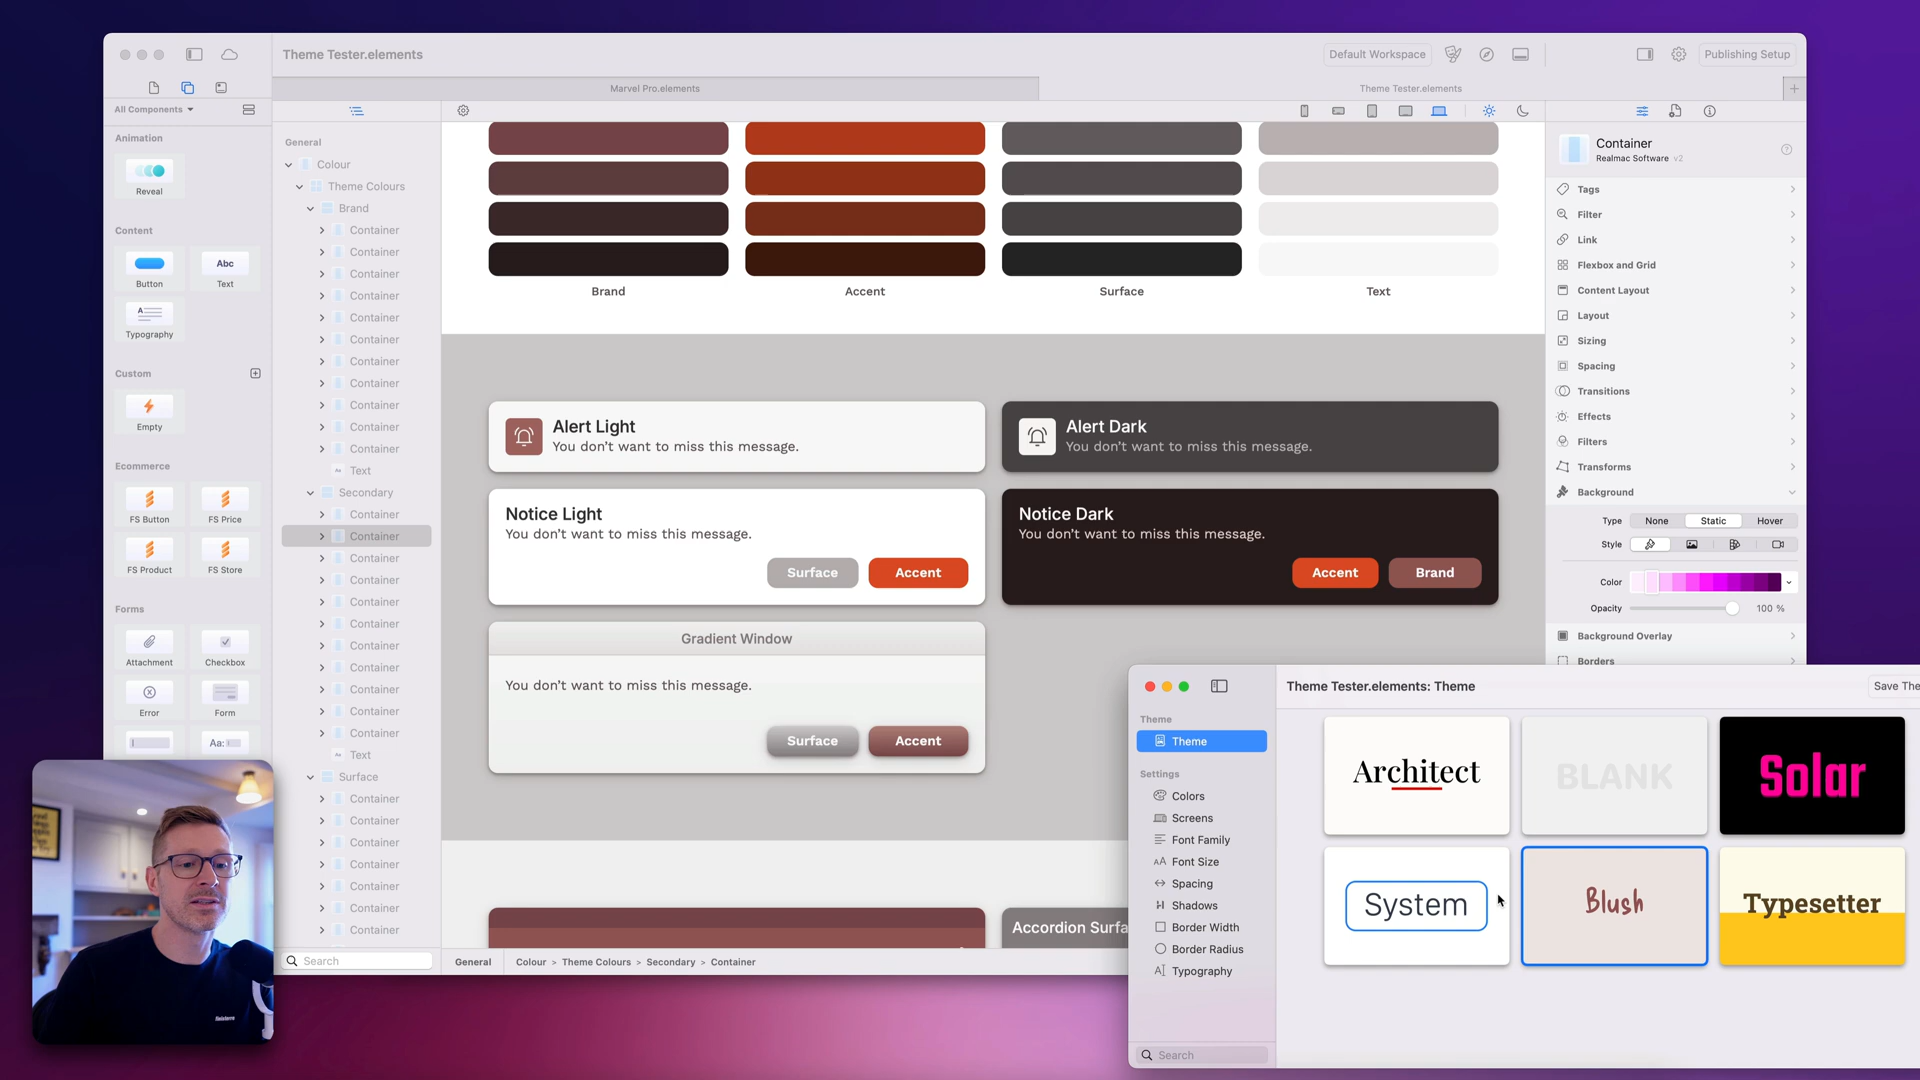 Theme Tester.elements
Default Workspace
Publishing Setup
Marvel Pro.elements
Theme Tester.elements
All Components
Animation
Reveal
Content
Button
Abc
Text
Typography
Custom
Empty
Ecommerce
FS Button
FS Price
FS Product
FS Store
Forms
Attachment
Checkbox
Error
Form
Aa:
General
Colour
Theme Colours
Brand
Container
Container
Container
Container
Container
Container
Container
Container
Container
Container
Container
Text
Secondary
Container
Container
Container
Container
Container
Container
Container
Container
Container
Container
Container
Text
Surface
Container
Container
Container
Container
Container
Container
Container
Search
Brand
Accent
Surface
Text
Alert Light
You don't want to miss this message.
Alert Dark
You don't want to miss this message.
Notice Light
You don't want to miss this message.
Surface
Accent
Notice Dark
You don't want to miss this message.
Accent
Brand
Gradient Window
You don't want to miss this message.
Surface
Accent
Accordion Surfa
General
Colour > Theme Colours > Secondary > Container
Container
Realmac Software v2
Tags
Filter
Link
Flexbox and Grid
Content Layout
Layout
Sizing
Spacing
Transitions
Effects
Filters
Transforms
Background
Type
None
Static
Hover
Style
Color
Opacity
100 %
Background Overlay
Borders
Theme Tester.elements: Theme
Save The
Theme
Theme
Settings
Colors
Screens
Font Family
Font Size
Spacing
Shadows
Border Width
Border Radius
Typography
Search
Architect
BLANK
Solar
System
Blush
Typesetter